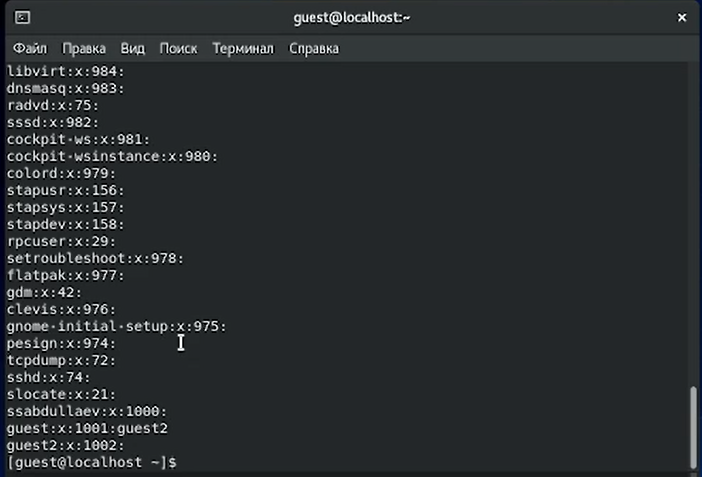 guest@localhost:~
×
Файл Правка Вид Поиск Терминал Справка
libvirt:x:984:
dnsmasq:x:983:
radvd:x:75:
sssd:x:982:
cockpit-ws:x:981:
cockpit-wsinstance:x:980:
colord:x:979:
stapusr:x:156:
stapsys:x:157:
stapdev:x:158:
rpcuser:x:29:
setroubleshoot:x:978:
flatpak:x:977:
gdm:x:42:
clevis:x:976:
gnome-initial-setup:x:975:
pesign:x:974:
tcpdump:x:72:
sshd:x:74:
slocate:x:21:
ssabdullaev:x:1000:
guest:x:1001:guest2
guest2:x:1002:
[guest@localhost ~]$